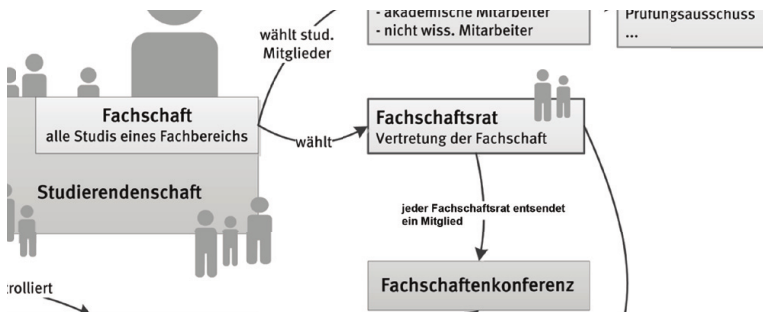 - akademische Mitarbeiter
- nicht wiss. Mitarbeiter
Prüfungsausschuss
...
wählt stud.
Mitglieder
Fachschaft
alle Studis eines Fachbereichs
wählt
Fachschaftsrat
Vertretung der Fachschaft
Studierendenschaft
jeder Fachschaftsrat entsendet
ein Mitglied
Fachschaftenkonferenz
trolliert